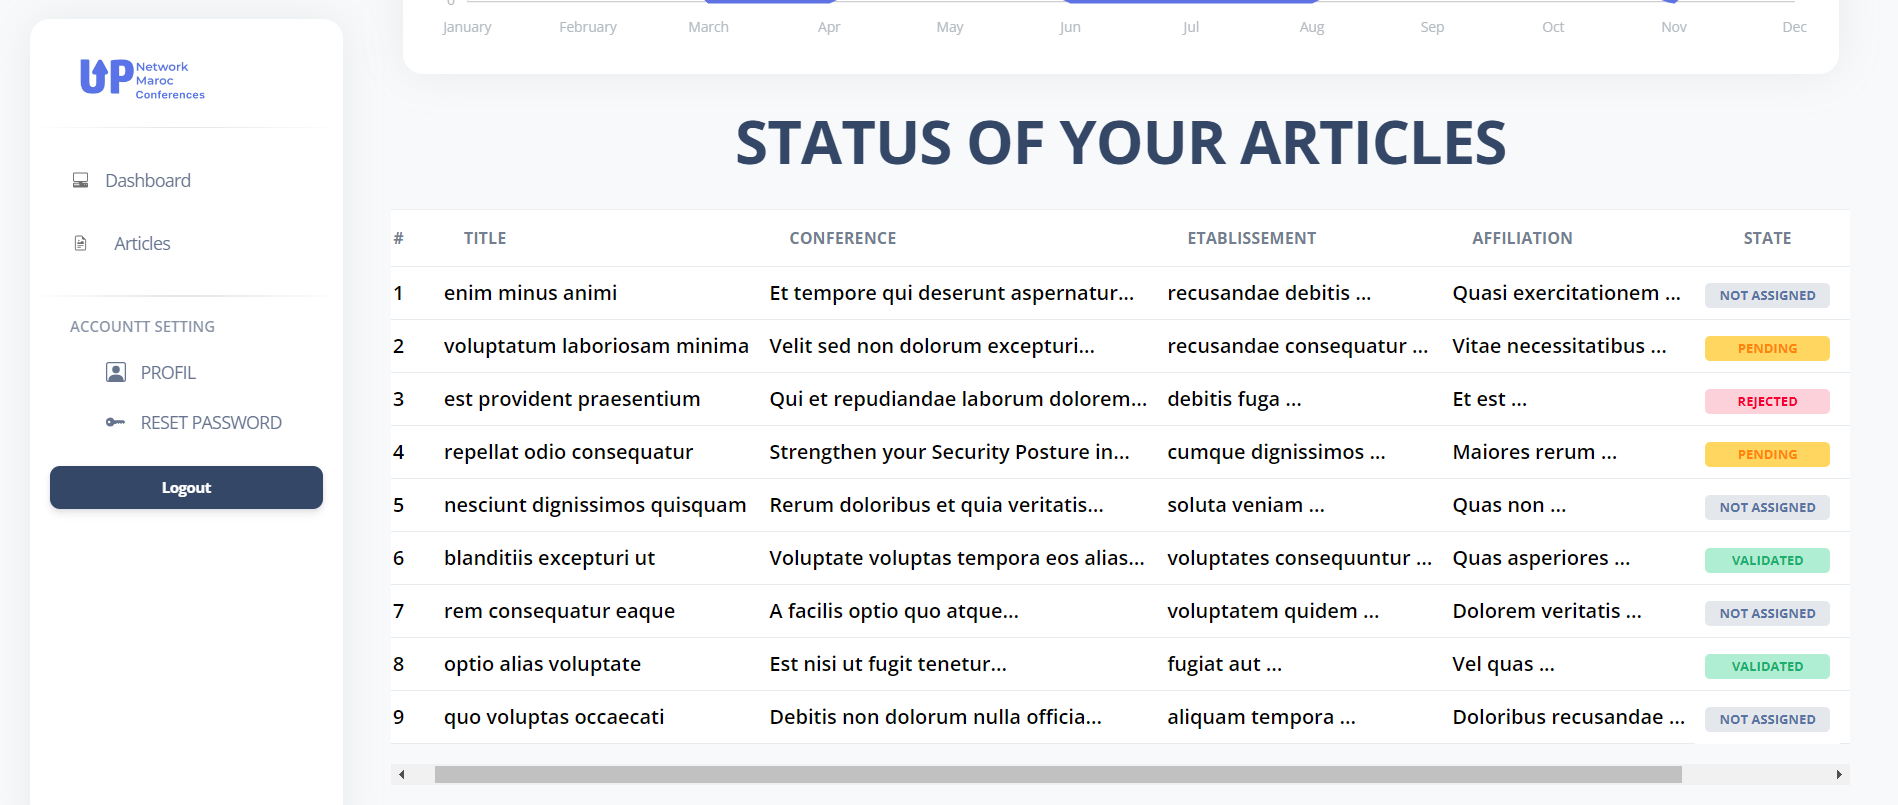 0
January February March Apr May Jun Jul Aug Sep Oct Nov Dec
UP Network
Maroc
Conferences
Dashboard
Articles
ACCOUNTT SETTING
PROFIL
RESET PASSWORD
Logout
STATUS OF YOUR ARTICLES
# TITLE CONFERENCE ETABLISSEMENT AFFILIATION STATE
1 enim minus animi Et tempore qui deserunt aspernatur... recusandae debitis ... Quasi exercitationem ... NOT ASSIGNED
2 voluptatum laboriosam minima Velit sed non dolorum excepturi... recusandae consequatur ... Vitae necessitatibus ... PENDING
3 est provident praesentium Qui et repudiandae laborum dolorem... debitis fuga ... Et est ... REJECTED
4 repellat odio consequatur Strengthen your Security Posture in... cumque dignissimos ... Maiores rerum ... PENDING
5 nesciunt dignissimos quisquam Rerum doloribus et quia veritatis... soluta veniam ... Quas non ... NOT ASSIGNED
6 blanditiis excepturi ut Voluptate voluptas tempora eos alias... voluptates consequuntur ... Quas asperiores ... VALIDATED
7 rem consequatur eaque A facilis optio quo atque... voluptatem quidem ... Dolorem veritatis ... NOT ASSIGNED
8 optio alias voluptate Est nisi ut fugit tenetur... fugiat aut ... Vel quas ... VALIDATED
9 quo voluptas occaecati Debitis non dolorum nulla officia... aliquam tempora ... Doloribus recusandae ... NOT ASSIGNED